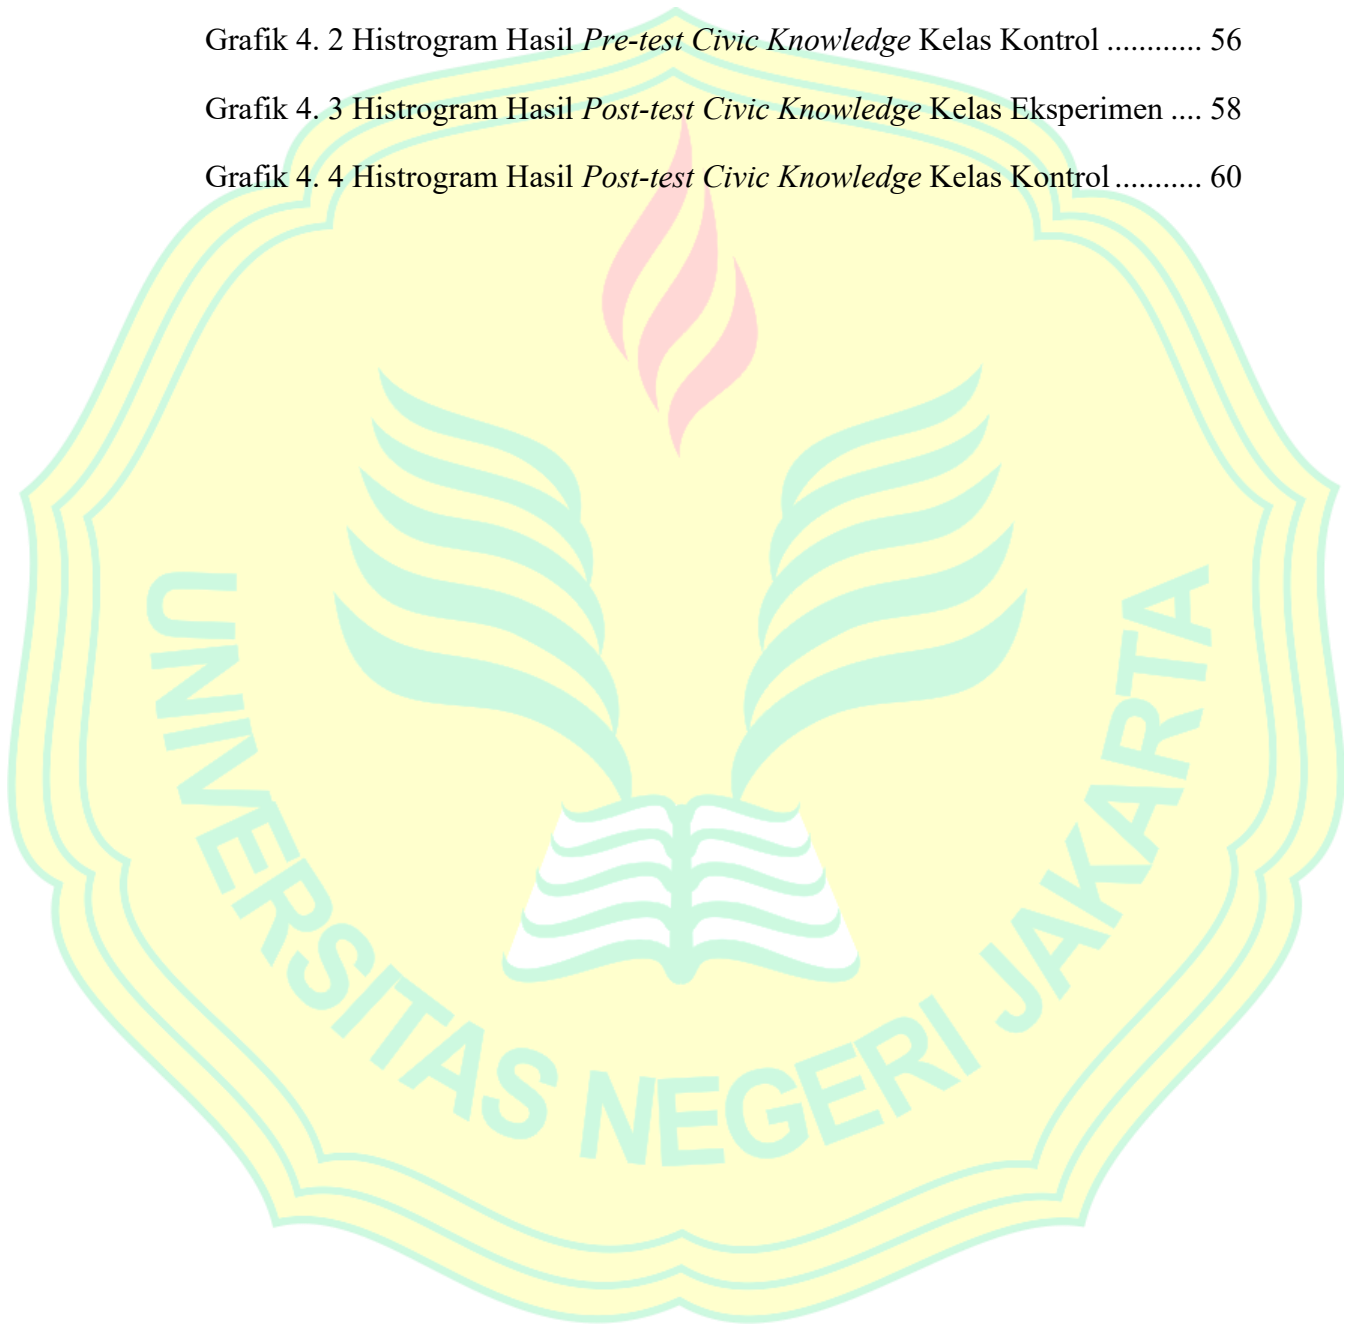 Grafik 4. 2 Histrogram Hasil Pre-test Civic Knowledge Kelas Kontrol ............ 56
Grafik 4. 3 Histrogram Hasil Post-test Civic Knowledge Kelas Eksperimen .... 58
Grafik 4. 4 Histrogram Hasil Post-test Civic Knowledge Kelas Kontrol ........... 60
UNIVERSITAS NEGERI JAKARTA